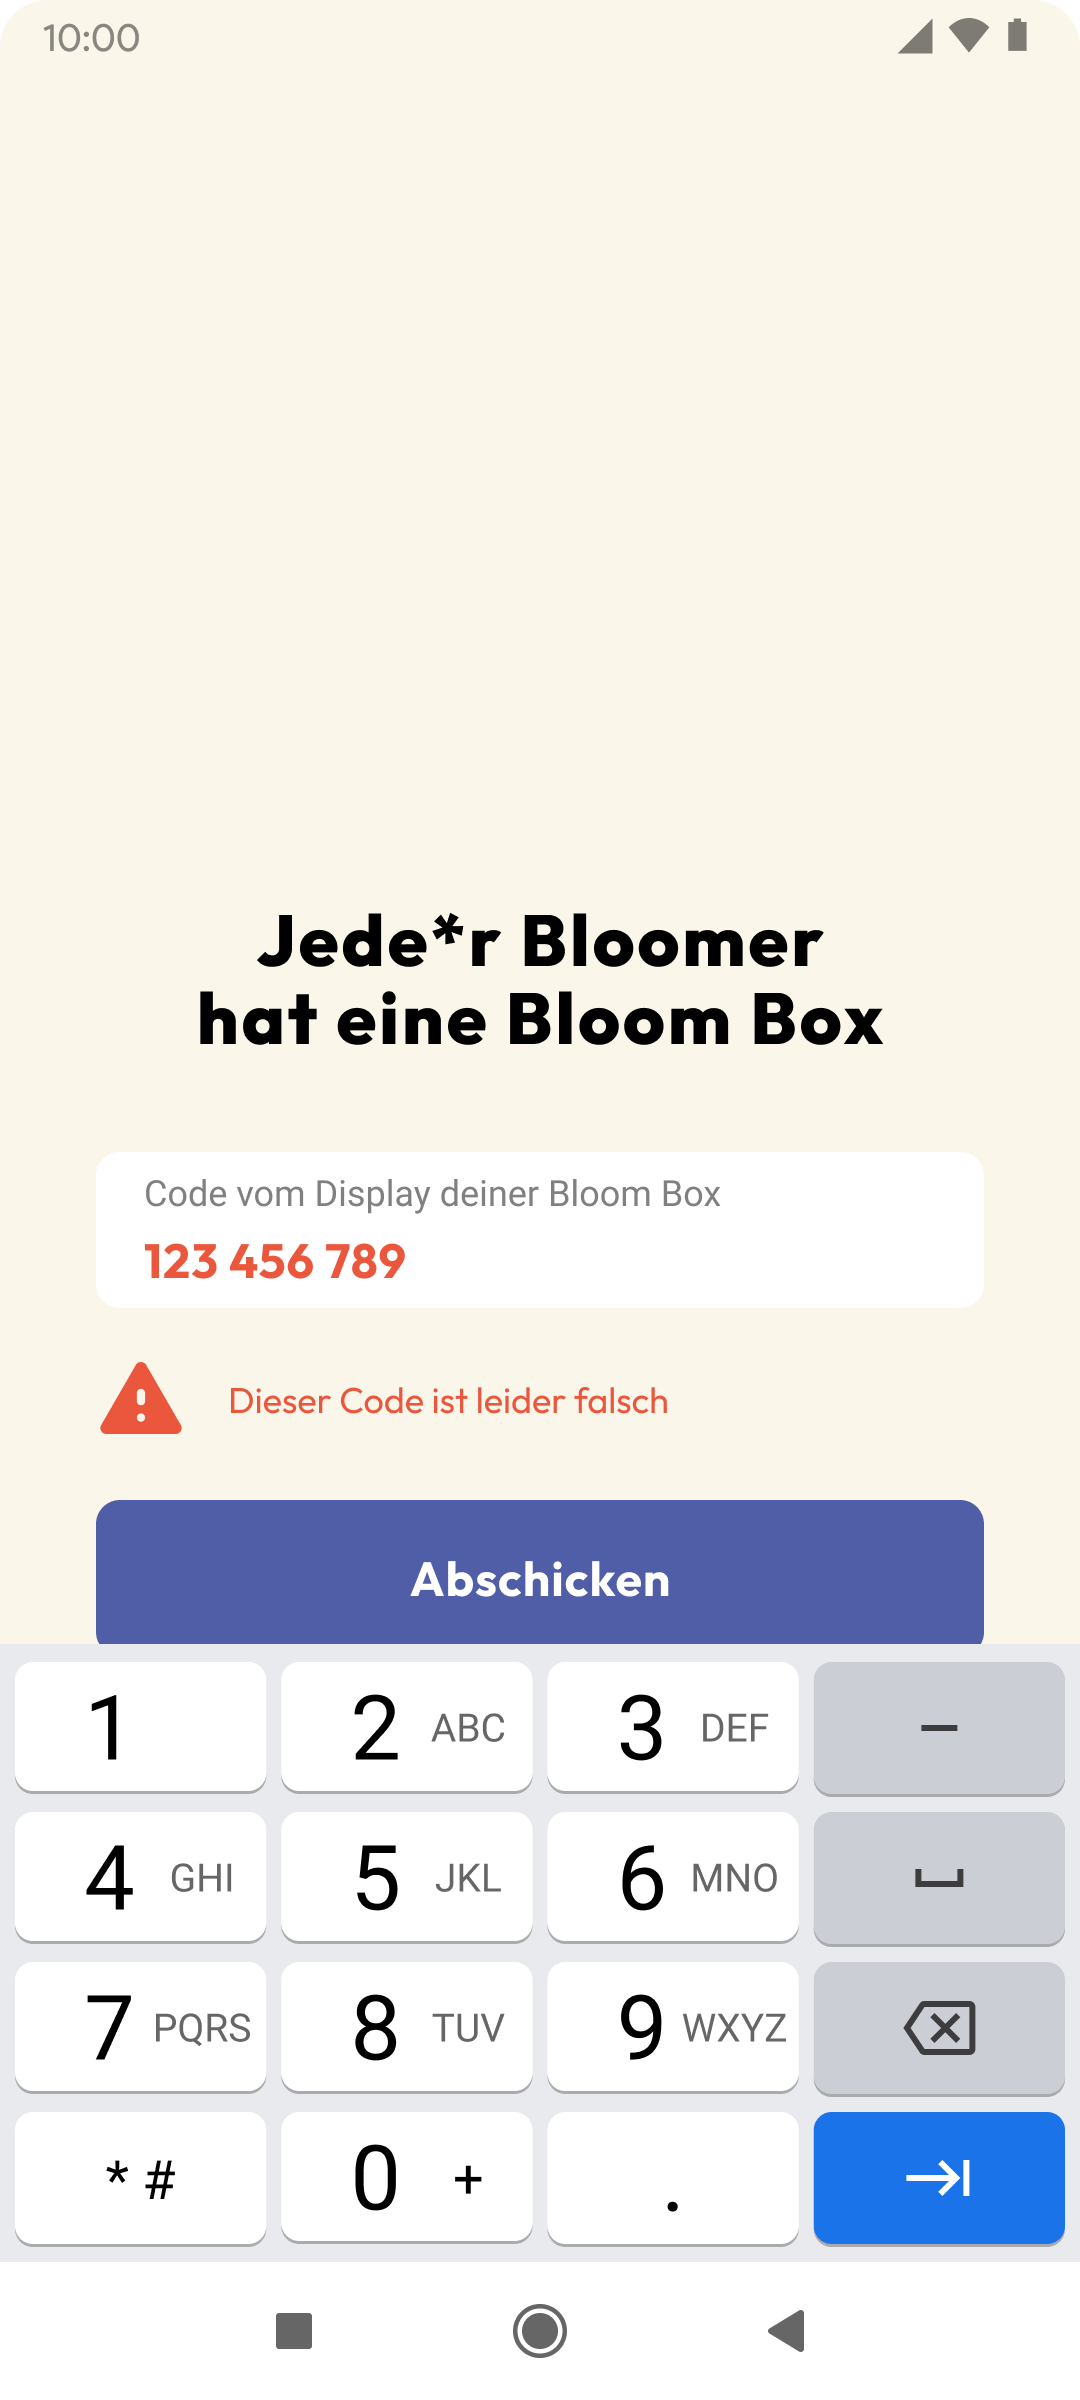 10:00
Jede*r Bloomer
hat eine Bloom Box
Code vom Display deiner Bloom Box
123 456 789
Dieser Code ist leider falsch
Abschicken
1 2 ABC 3 DEF –
4 GHI 5 JKL 6 MNO
7 PQRS 8 TUV 9 WXYZ
* # 0 + .